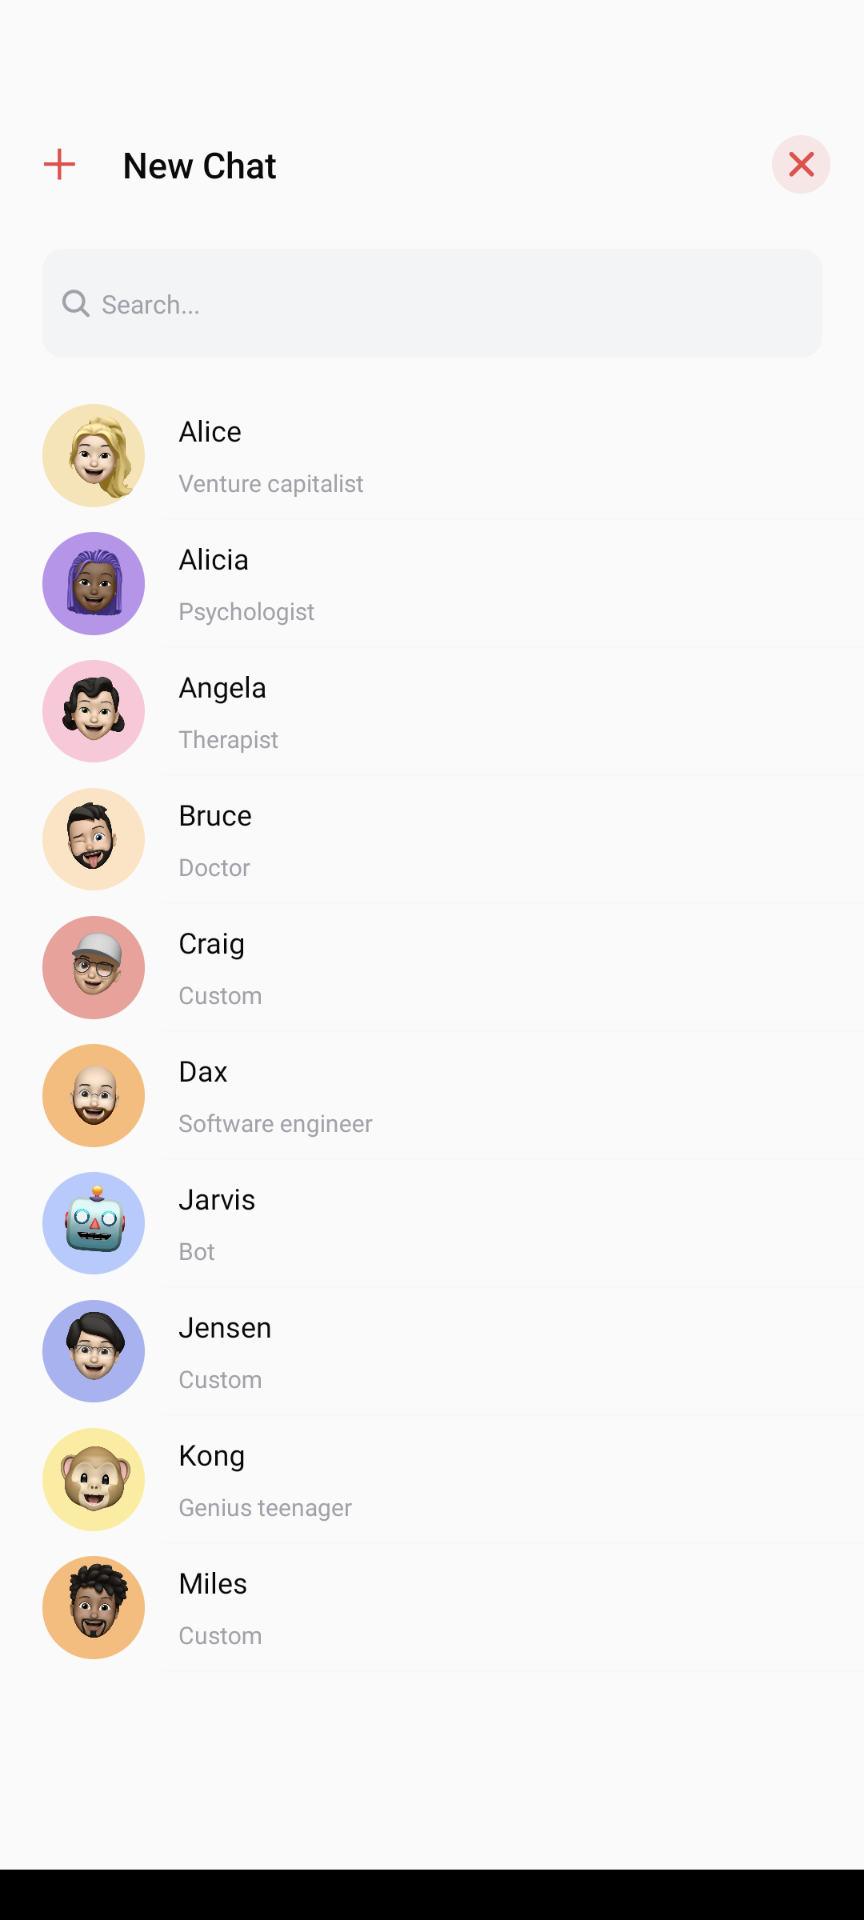 New Chat
Search...
Alice
Venture capitalist
Alicia
Psychologist
Angela
Therapist
Bruce
Doctor
Craig
Custom
Dax
Software engineer
Jarvis
Bot
Jensen
Custom
Kong
Genius teenager
Miles
Custom